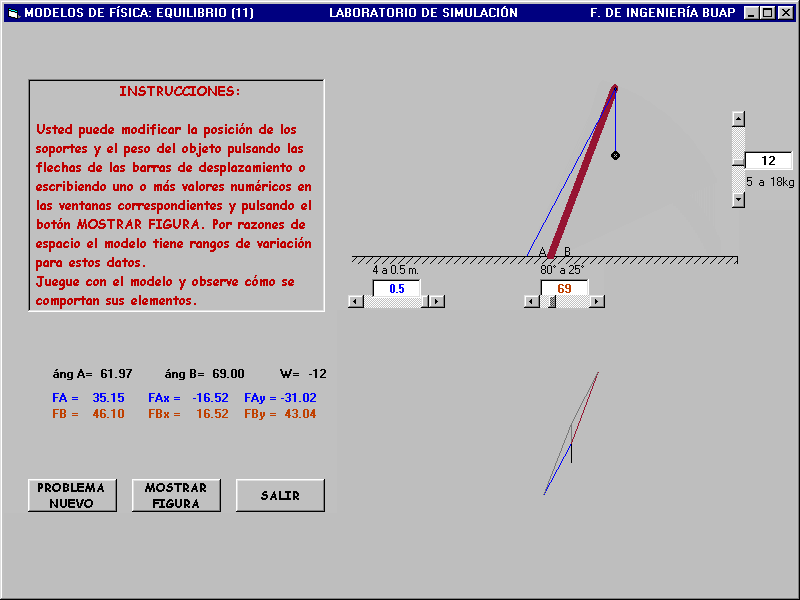 MODELOS DE FÍSICA: EQUILIBRIO (11) LABORATORIO DE SIMULACIÓN F. DE INGENIERÍA BUAP
INSTRUCCIONES:
Usted puede modificar la posición de los
soportes y el peso del objeto pulsando las
flechas de las barras de desplazamiento o
escribiendo uno o más valores numéricos en
las ventanas correspondientes y pulsando el
botón MOSTRAR FIGURA. Por razones de
espacio el modelo tiene rangos de variación
para estos datos.
Juegue con el modelo y observe cómo se
comportan sus elementos.
12
5 a 18kg
A B
4 a 0.5 m. 80° a 25°
0.5 69
áng A= 61.97 áng B= 69.00 W= -12
FA = 35.15 FAx = -16.52 FAy = -31.02
FB = 46.10 FBx = 16.52 FBy = 43.04
PROBLEMA
NUEVO
MOSTRAR
FIGURA
SALIR